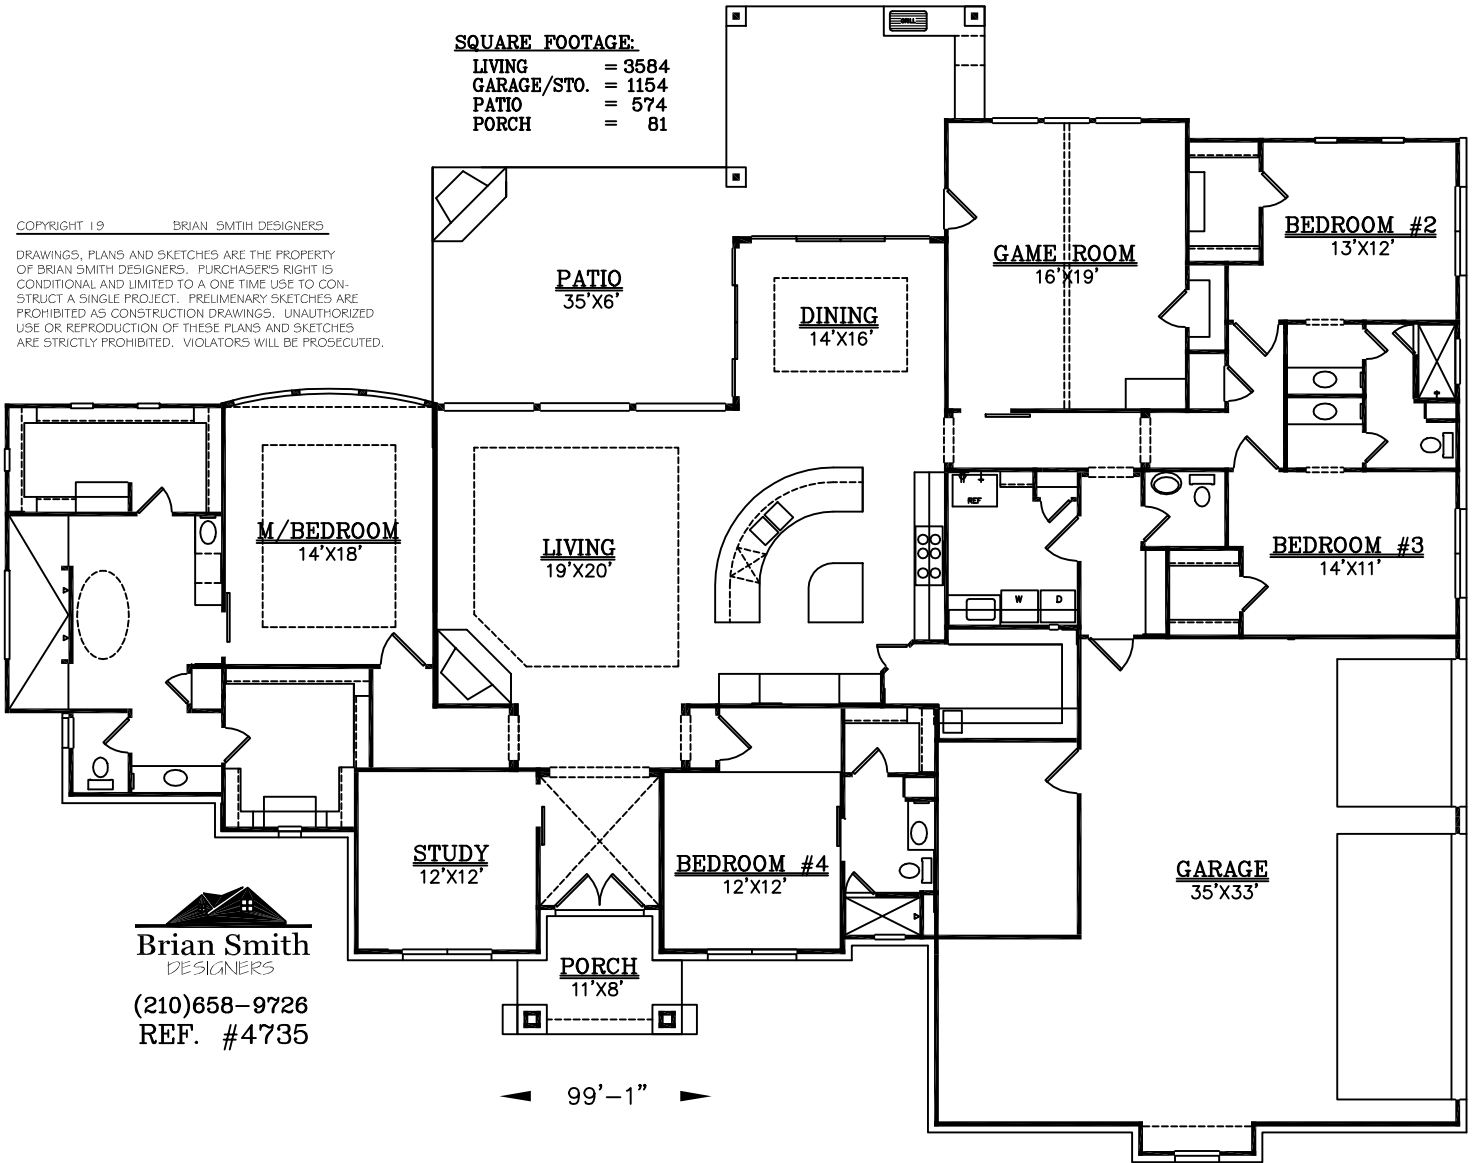 GRILL
SQUARE FOOTAGE:
LIVING = 3584
GARAGE/STO. = 1154
PATIO = 574
PORCH = 81
COPYRIGHT 19 BRIAN SMTIH DESIGNERS
DRAWINGS, PLANS AND SKETCHES ARE THE PROPERTY
OF BRIAN SMITH DESIGNERS. PURCHASER'S RIGHT IS
CONDITIONAL AND LIMITED TO A ONE TIME USE TO CON-
STRUCT A SINGLE PROJECT. PRELIMENARY SKETCHES ARE
PROHIBITED AS CONSTRUCTION DRAWINGS. UNAUTHORIZED
USE OR REPRODUCTION OF THESE PLANS AND SKETCHES
ARE STRICTLY PROHIBITED. VIOLATORS WILL BE PROSECUTED.
PATIO
35'X6'
DINING
14'X16'
GAME ROOM
16'X19'
BEDROOM #2
13'X12'
M/BEDROOM
14'X18'
LIVING
19'X20'
REF
W
D
BEDROOM #3
14'X11'
STUDY
12'X12'
BEDROOM #4
12'X12'
GARAGE
35'X33'
PORCH
11'X8'
Brian Smith
DESIGNERS
(210)658-9726
REF. #4735
99'-1"